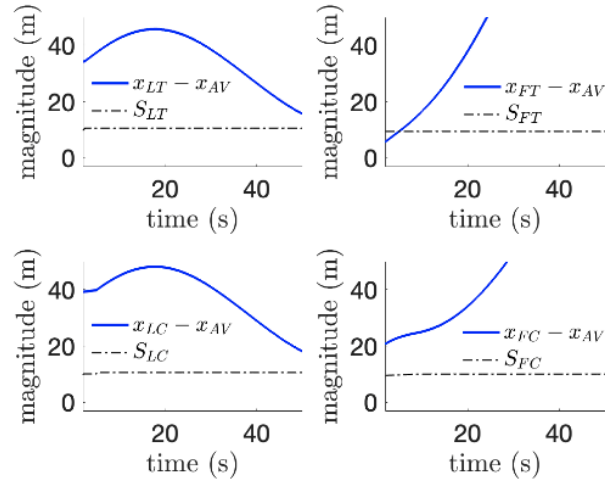 magnitude (m)
40
20
0
x_{LT} − x_{AV}
S_{LT}
20
40
time (s)
magnitude (m)
40
20
0
x_{FT} − x_{AV}
S_{FT}
20
40
time (s)
magnitude (m)
40
20
0
x_{LC} − x_{AV}
S_{LC}
20
40
time (s)
magnitude (m)
40
20
0
x_{FC} − x_{AV}
S_{FC}
20
40
time (s)